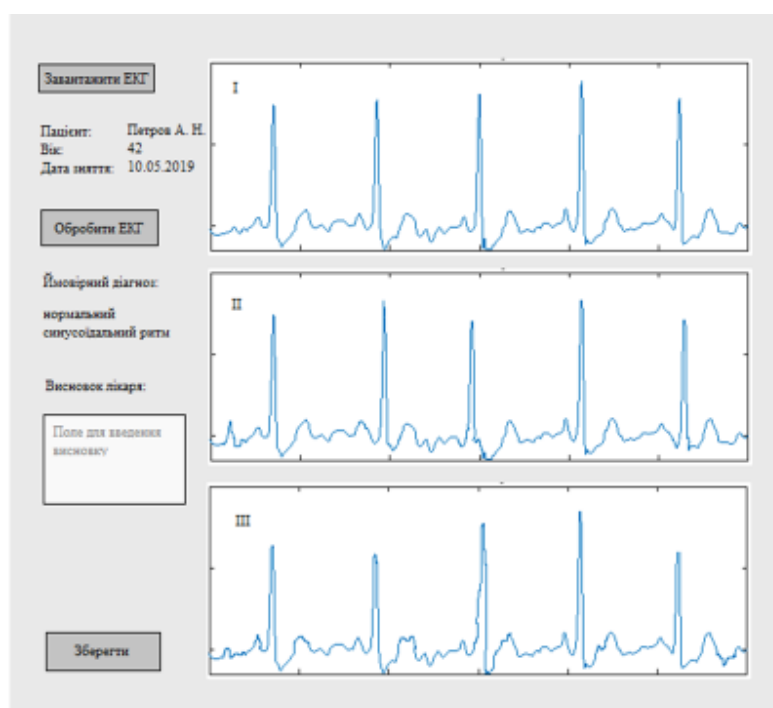 Завантажити ЕКГ
Пацієнт: Петров А. Н.
Вік: 42
Дата зняття: 10.05.2019
Обробити ЕКГ
Ймовірний діагноз:
нормальний
синусоїдальний ритм
Висновок лікаря:
Поле для введення
висновку
Зберегти
I
II
III